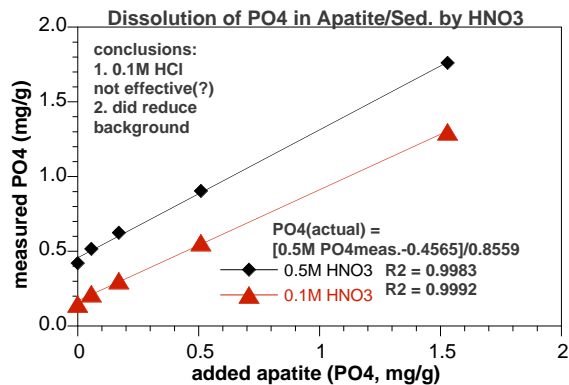 Dissolution of PO4 in Apatite/Sed. by HNO3
2.0
1.5
1.0
0.5
0.0
measured PO4 (mg/g)
conclusions:
1. 0.1M HCl
not effective(?)
2. did reduce
background
PO4(actual) =
[0.5M PO4meas.-0.4565]/0.8559
0.5M HNO3 R2 = 0.9983
0.1M HNO3 R2 = 0.9992
0 0.5 1 1.5 2
added apatite (PO4, mg/g)